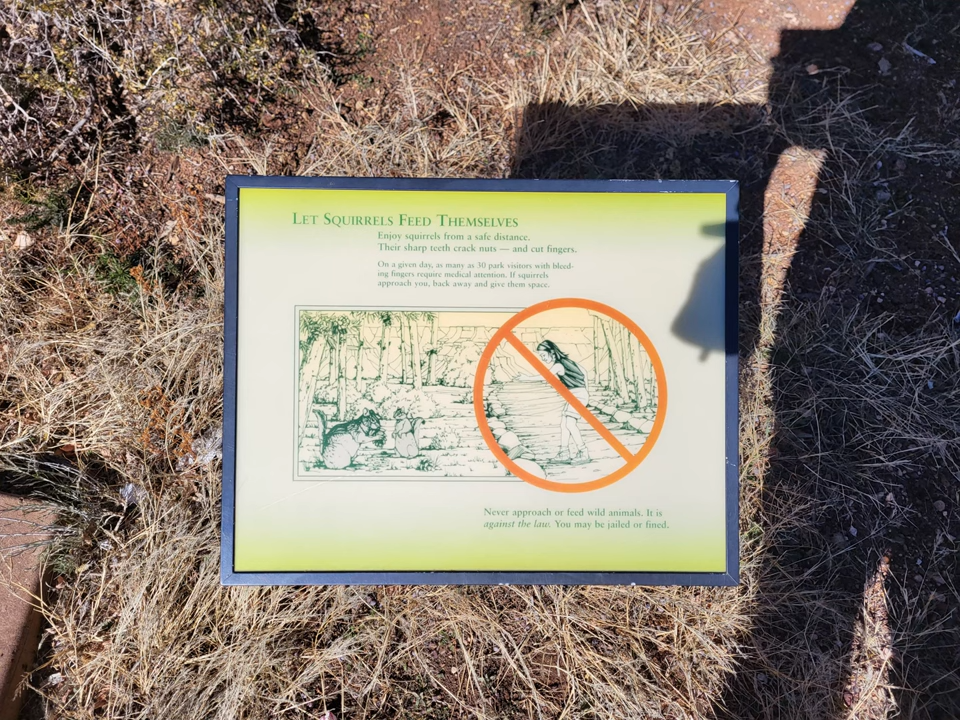 Let Squirrels Feed Themselves
Enjoy squirrels from a safe distance.
Their sharp teeth crack nuts — and cut fingers.
On a given day, as many as 30 park visitors with bleed-
ing fingers require medical attention. If squirrels
approach you, back away and give them space.
Never approach or feed wild animals. It is
against the law. You may be jailed or fined.